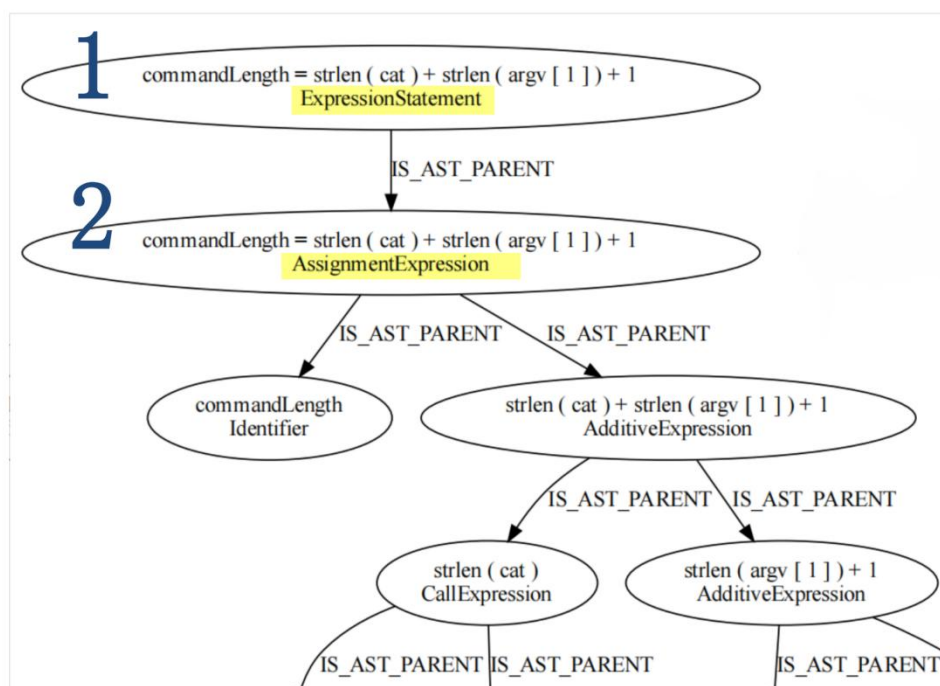 1
commandLength = strlen ( cat ) + strlen ( argv [ 1 ] ) + 1
ExpressionStatement
IS_AST_PARENT
2
commandLength = strlen ( cat ) + strlen ( argv [ 1 ] ) + 1
AssignmentExpression
IS_AST_PARENT
IS_AST_PARENT
commandLength
Identifier
strlen ( cat ) + strlen ( argv [ 1 ] ) + 1
AdditiveExpression
IS_AST_PARENT
IS_AST_PARENT
strlen ( cat )
CallExpression
strlen ( argv [ 1 ] ) + 1
AdditiveExpression
IS_AST_PARENT
IS_AST_PARENT
IS_AST_PARENT